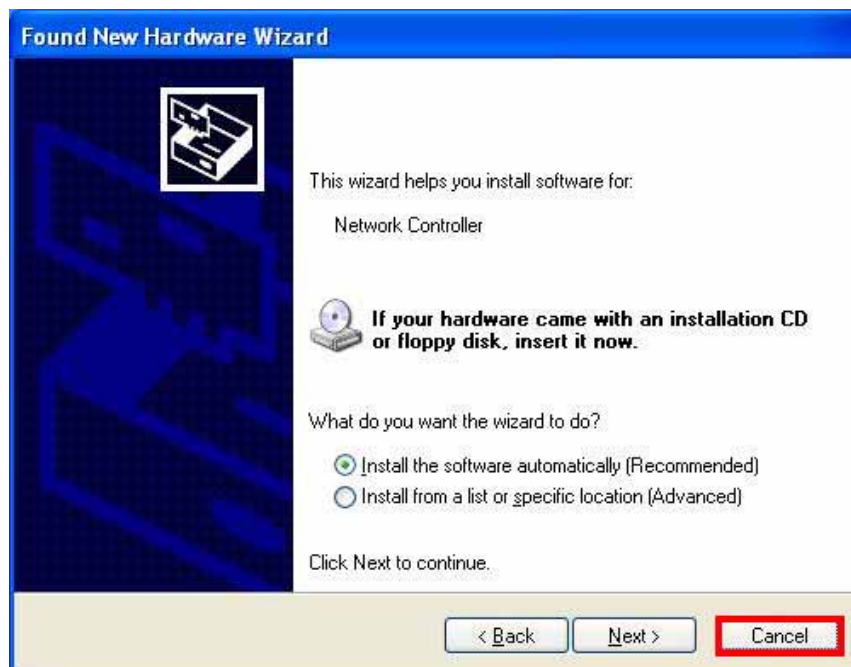 Found New Hardware Wizard
This wizard helps you install software for:
Network Controller
If your hardware came with an installation CD
or floppy disk, insert it now.
What do you want the wizard to do?
Install the software automatically (Recommended)
Install from a list or specific location (Advanced)
Click Next to continue.
< Back Next > Cancel